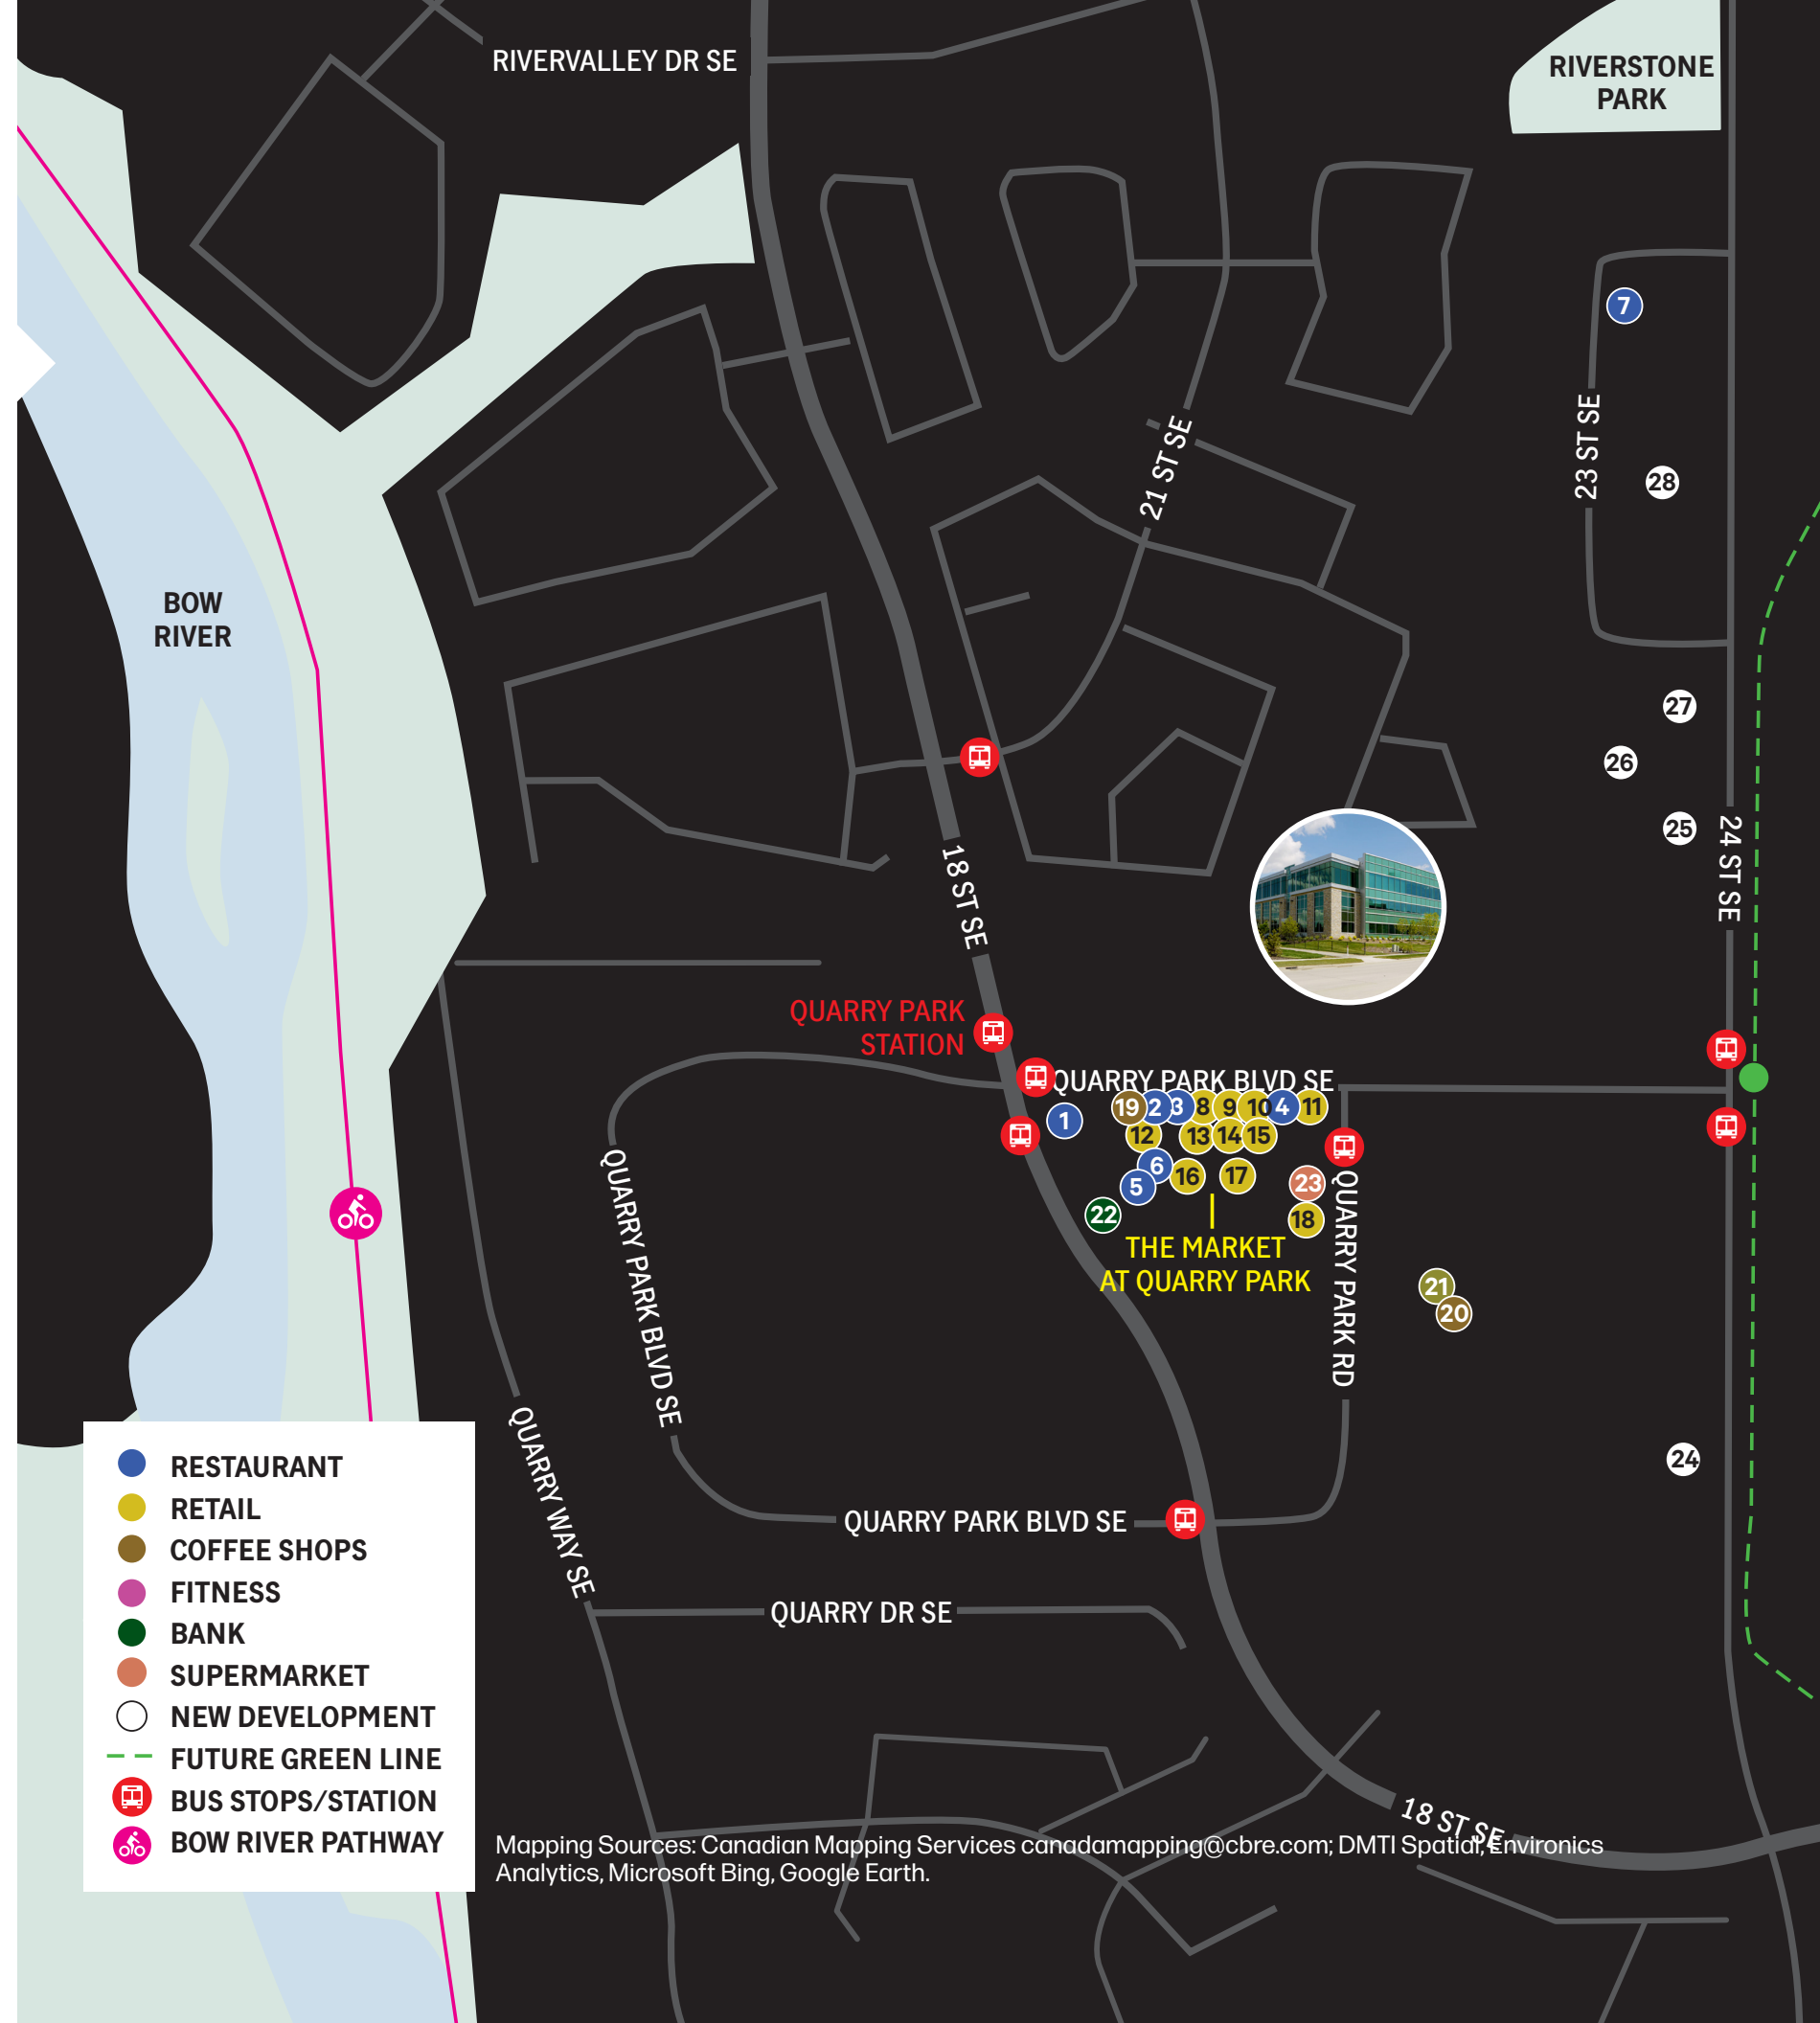 RIVERVALLEY DR SE
RIVERSTONE
PARK
7
23 ST SE
28
21 ST SE
BOW
RIVER
27
26
25
24 ST SE
18 ST SE
QUARRY PARK
STATION
QUARRY PARK BLVD SE
19 2 3 8 9 10 4 11
1
12 13 14 15
6 16 17
5
23
22
18
THE MARKET
AT QUARRY PARK
QUARRY PARK RD
QUARRY PARK BLVD SE
21
20
24
QUARRY WAY SE
QUARRY PARK BLVD SE
QUARRY DR SE
RESTAURANT
RETAIL
COFFEE SHOPS
FITNESS
BANK
SUPERMARKET
NEW DEVELOPMENT
FUTURE GREEN LINE
BUS STOPS/STATION
BOW RIVER PATHWAY
18 ST SE
Mapping Sources: Canadian Mapping Services canadamapping@cbre.com; DMTI Spatial, Environics
Analytics, Microsoft Bing, Google Earth.